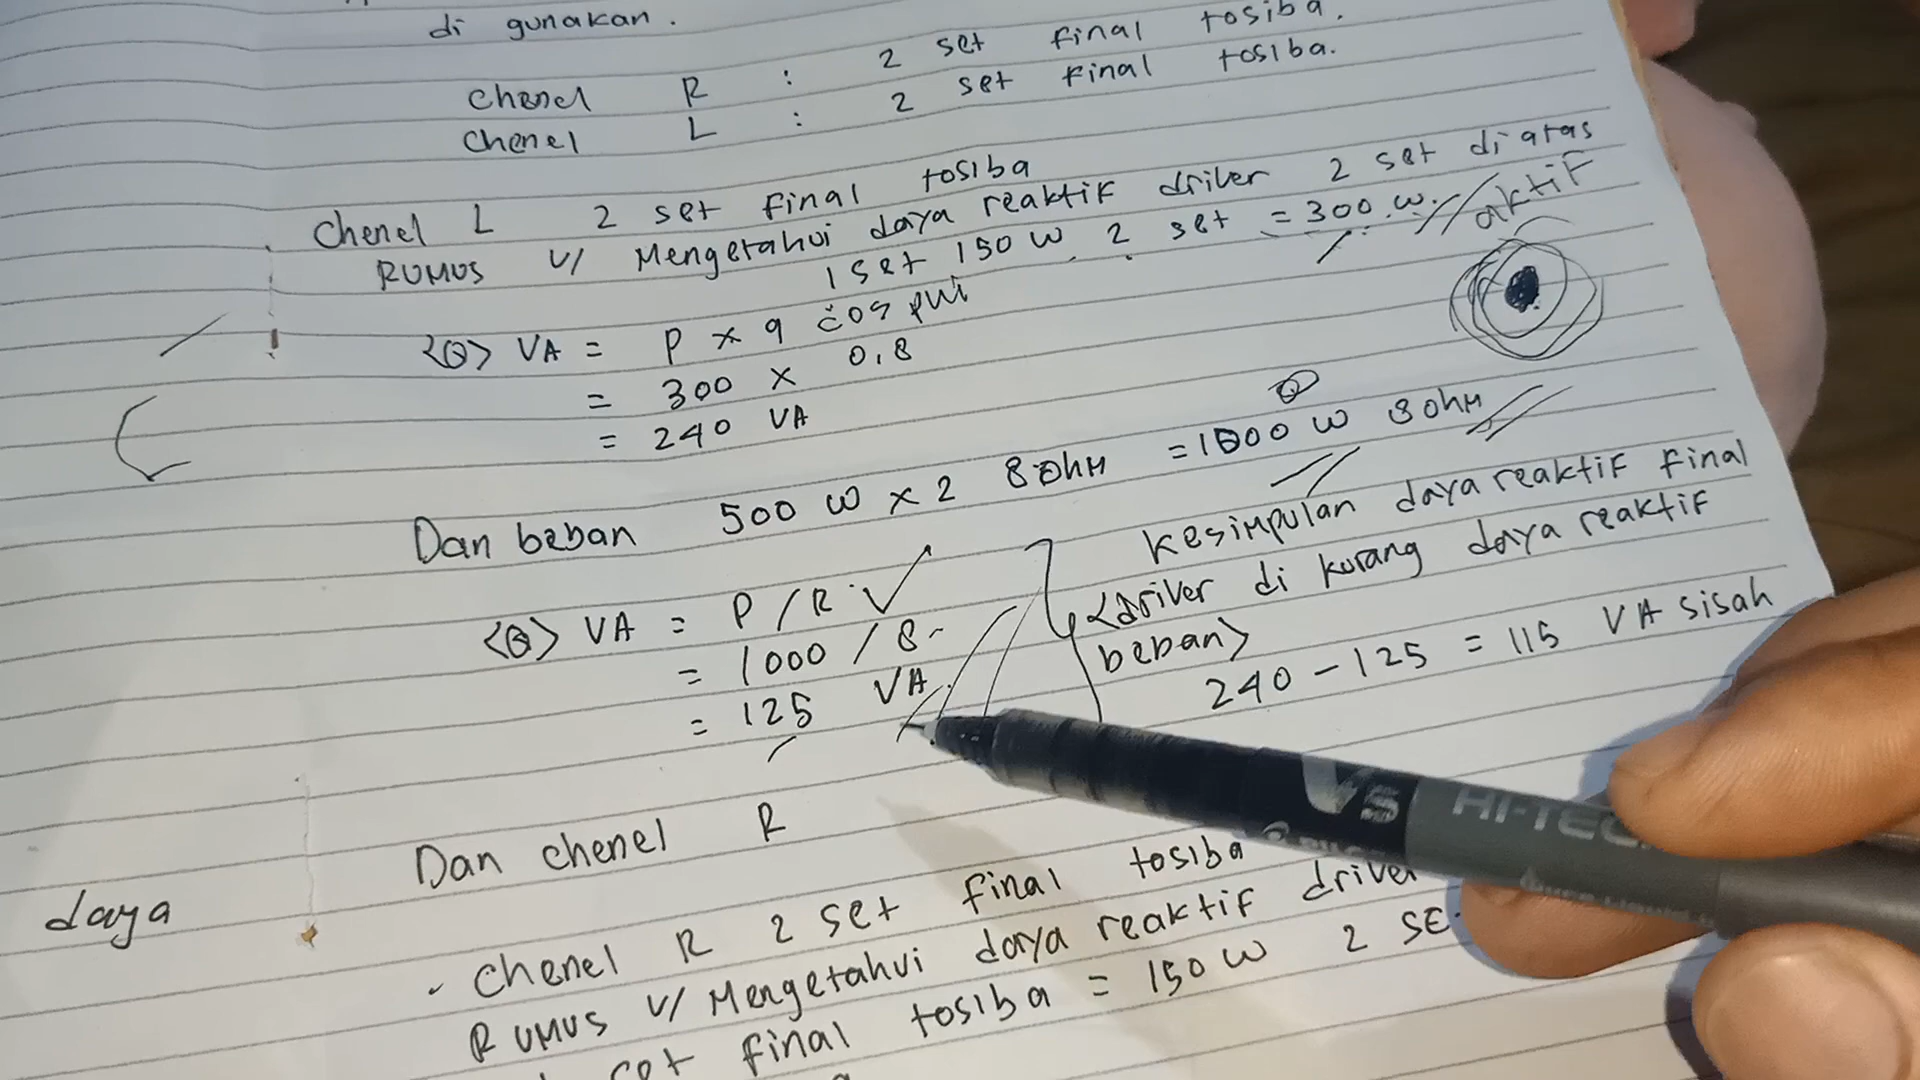 di gunakan.
Chenel R : 2 set final tosiba.
Chenel L : 2 set final tosiba.
Chenel L 2 set final tosiba
RUMUS U/ Mengetahui daya reaktif driver 2 set di atas
1 set 150 W 2 set = 300 W. aktif
<Q> VA = P x q cos phi
= 300 x 0,8
= 240 VA
Dan beban 500 W x 2 8 ohm = 1000 W 8 ohm
<Q> VA = P / R
= 1000 / 8
= 125 VA
kesimpulan daya reaktif final
<driver di kurang daya reaktif
beban>
240 - 125 = 115 VA sisah
V5 HI-TEC
Dan chenel R
daya
- Chenel R 2 set final tosiba
RUMUS U/ Mengetahui daya reaktif driver
set final tosiba = 150 W 2 SE